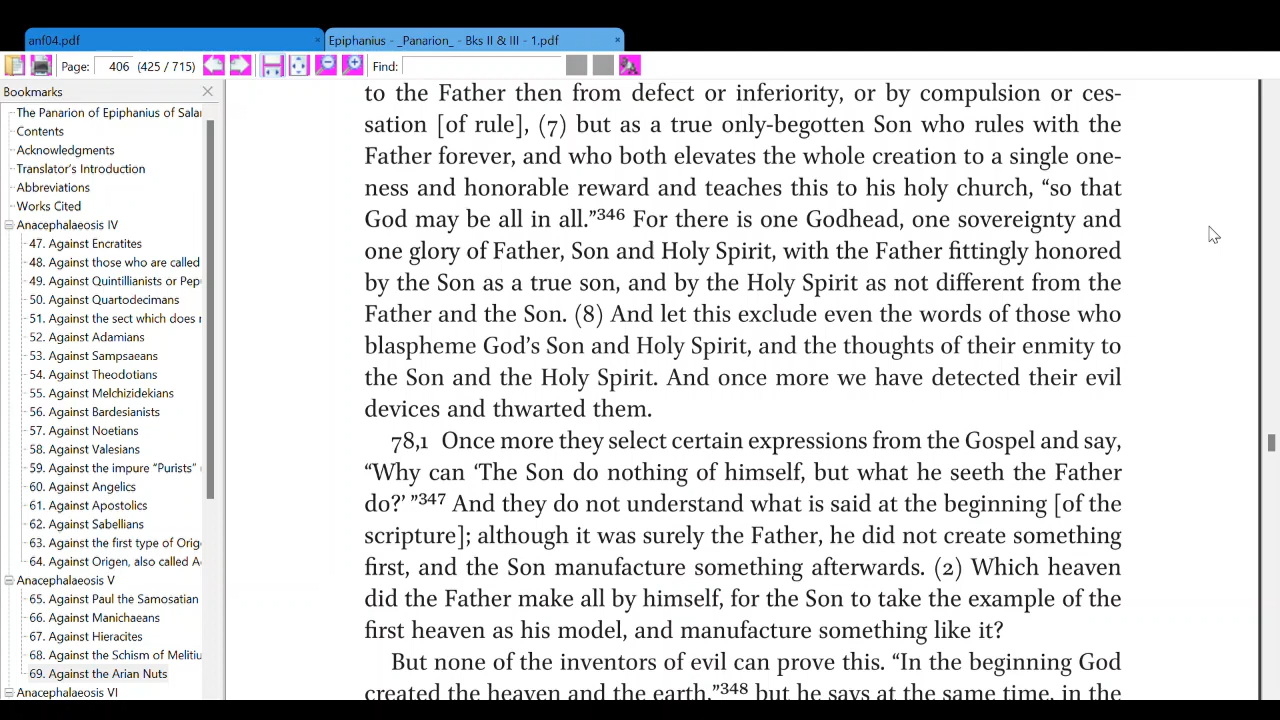 anf04.pdf ×
Epiphanius - _Panarion_ - Bks II & III - 1.pdf ×
Page: 406 (425 / 715) Find:
Bookmarks
The Panarion of Epiphanius of Salar
Contents
Acknowledgments
Translator's Introduction
Abbreviations
Works Cited
Anacephalaeosis IV
47. Against Encratites
48. Against those who are called
49. Against Quintillianists or Pep
50. Against Quartodecimans
51. Against the sect which does n
52. Against Adamians
53. Against Sampsaeans
54. Against Theodotians
55. Against Melchizidekians
56. Against Bardesianists
57. Against Noetians
58. Against Valesians
59. Against the impure “Purists” (
60. Against Angelics
61. Against Apostolics
62. Against Sabellians
63. Against the first type of Orig
64. Against Origen, also called A
Anacephalaeosis V
65. Against Paul the Samosatian
66. Against Manichaeans
67. Against Hieracites
68. Against the Schism of Melitiu
69. Against the Arian Nuts
Anacephalaeosis VI
to the Father then from defect or inferiority, or by compulsion or ces-
sation [of rule], (7) but as a true only-begotten Son who rules with the
Father forever, and who both elevates the whole creation to a single one-
ness and honorable reward and teaches this to his holy church, “so that
God may be all in all.”346 For there is one Godhead, one sovereignty and
one glory of Father, Son and Holy Spirit, with the Father fittingly honored
by the Son as a true son, and by the Holy Spirit as not different from the
Father and the Son. (8) And let this exclude even the words of those who
blaspheme God’s Son and Holy Spirit, and the thoughts of their enmity to
the Son and the Holy Spirit. And once more we have detected their evil
devices and thwarted them.
78,1 Once more they select certain expressions from the Gospel and say,
“Why can ‘The Son do nothing of himself, but what he seeth the Father
do?’ ”347 And they do not understand what is said at the beginning [of the
scripture]; although it was surely the Father, he did not create something
first, and the Son manufacture something afterwards. (2) Which heaven
did the Father make all by himself, for the Son to take the example of the
first heaven as his model, and manufacture something like it?
But none of the inventors of evil can prove this. “In the beginning God
created the heaven and the earth,”348 but he says at the same time, in the